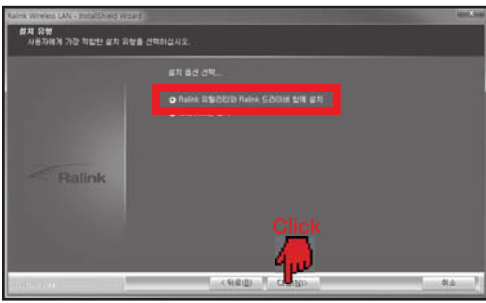 Ralink Wireless LAN - InstallShield Wizard
설치 유형
사용자에게 가장 적합한 설치 유형을 선택하십시오.
설치 옵션 선택...
Ralink 유틸리티와 Ralink 드라이버 함께 설치
Ralink
Click
< 뒤로(B)
취소